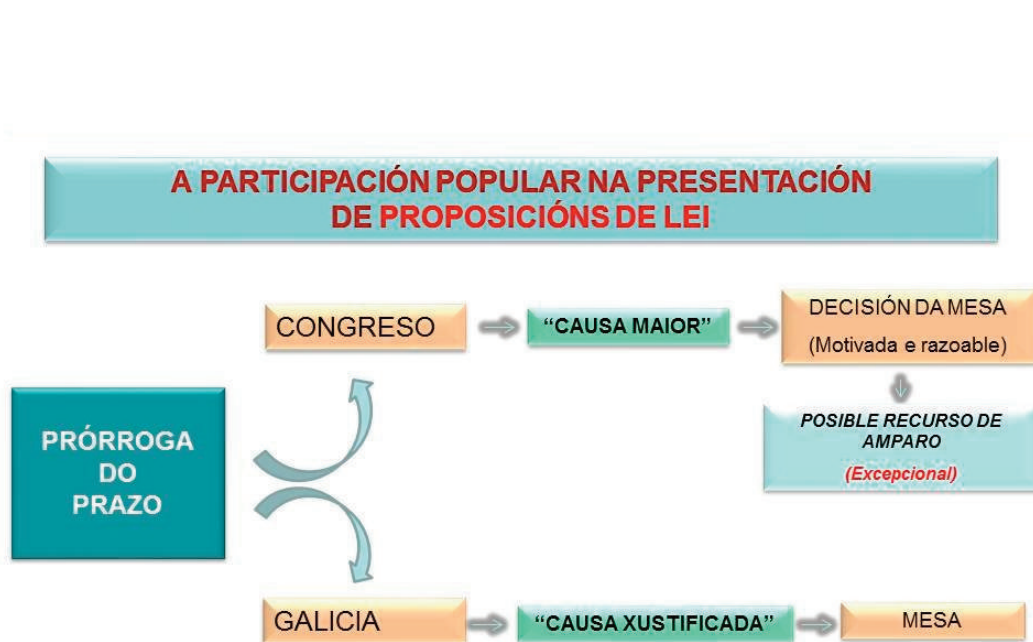 A PARTICIPACIÓN POPULAR NA PRESENTACIÓN
DE PROPOSICIÓNS DE LEI
PRÓRROGA
DO
PRAZO
CONGRESO
“CAUSA MAIOR”
DECISIÓN DA MESA
(Motivada e razoable)
POSIBLE RECURSO DE
AMPARO
(Excepcional)
GALICIA
“CAUSA XUSTIFICADA”
MESA